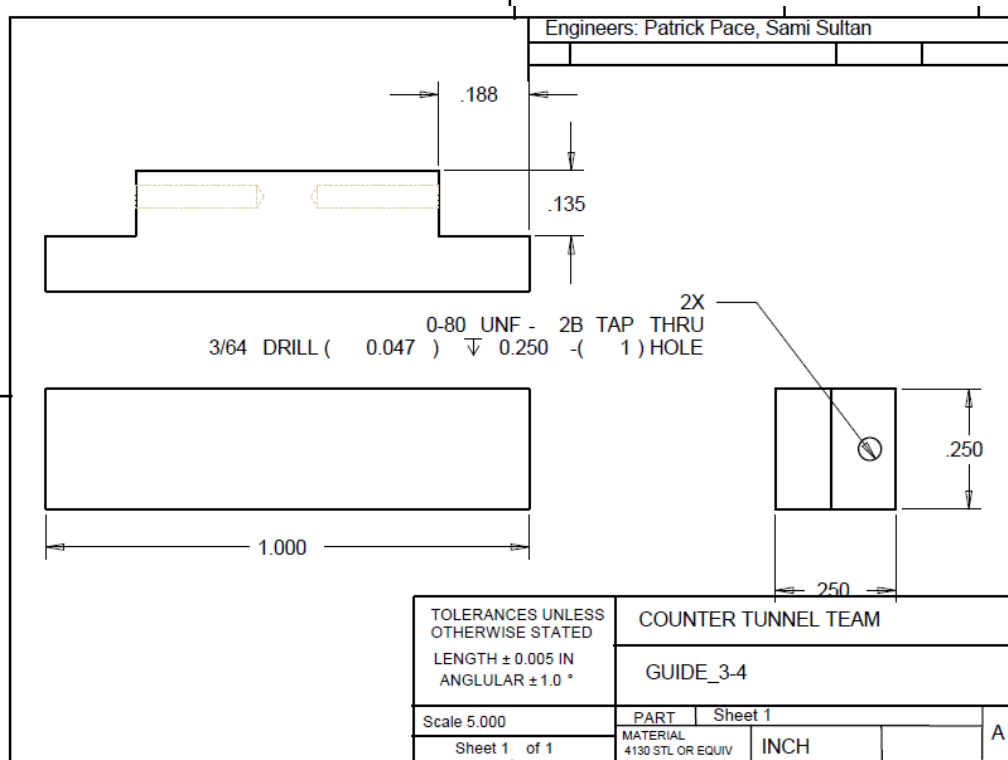 Engineers: Patrick Pace, Sami Sultan
.188
.135
2X
0-80 UNF - 2B TAP THRU
3/64 DRILL ( 0.047 ) ↧ 0.250 -( 1 ) HOLE
.250
1.000
.250
TOLERANCES UNLESS
OTHERWISE STATED
LENGTH ± 0.005 IN
ANGLULAR ± 1.0 °
COUNTER TUNNEL TEAM
GUIDE_3-4
Scale 5.000
PART Sheet 1
Sheet 1 of 1
MATERIAL
4130 STL OR EQUIV
INCH
A